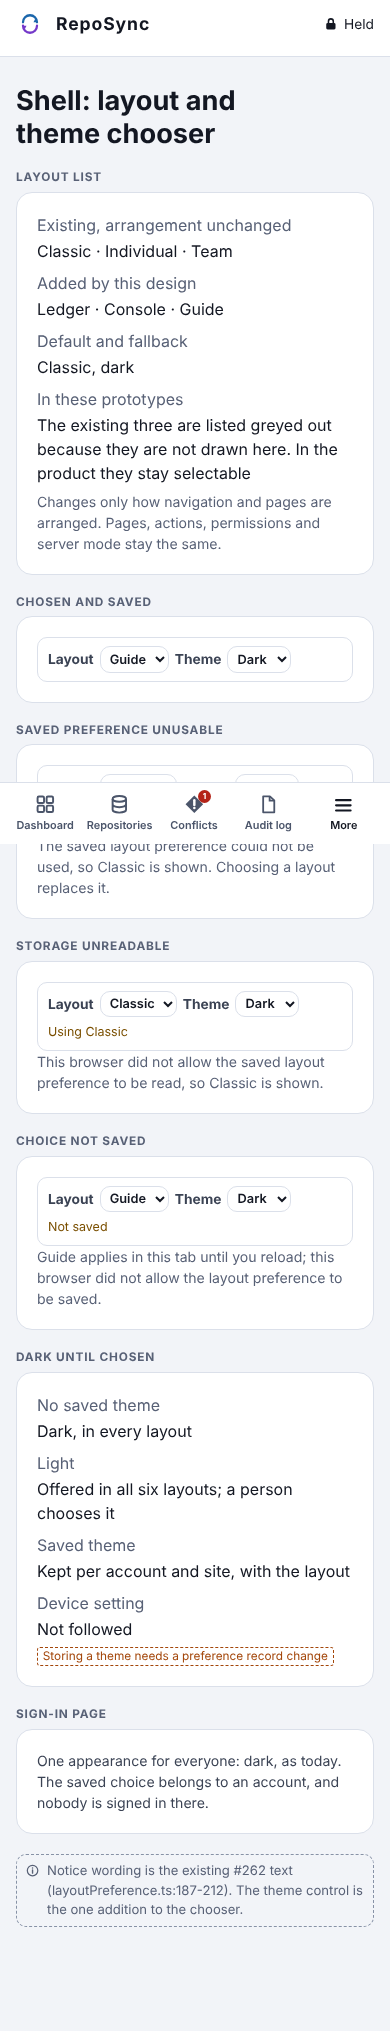 RepoSync
Held
Shell: layout and
theme chooser
LAYOUT LIST
Existing, arrangement unchanged
Classic · Individual · Team
Added by this design
Ledger · Console · Guide
Default and fallback
Classic, dark
In these prototypes
The existing three are listed greyed out
because they are not drawn here. In the
product they stay selectable
Changes only how navigation and pages are
arranged. Pages, actions, permissions and
server mode stay the same.
CHOSEN AND SAVED
Layout Guide Theme Dark
SAVED PREFERENCE UNUSABLE
1
Dashboard Repositories Conflicts Audit log More
The saved layout preference could not be
used, so Classic is shown. Choosing a layout
replaces it.
STORAGE UNREADABLE
Layout Classic Theme Dark
Using Classic
This browser did not allow the saved layout
preference to be read, so Classic is shown.
CHOICE NOT SAVED
Layout Guide Theme Dark
Not saved
Guide applies in this tab until you reload; this
browser did not allow the layout preference to
be saved.
DARK UNTIL CHOSEN
No saved theme
Dark, in every layout
Light
Offered in all six layouts; a person
chooses it
Saved theme
Kept per account and site, with the layout
Device setting
Not followed
Storing a theme needs a preference record change
SIGN-IN PAGE
One appearance for everyone: dark, as today.
The saved choice belongs to an account, and
nobody is signed in there.
Notice wording is the existing #262 text
(layoutPreference.ts:187-212). The theme control is
the one addition to the chooser.